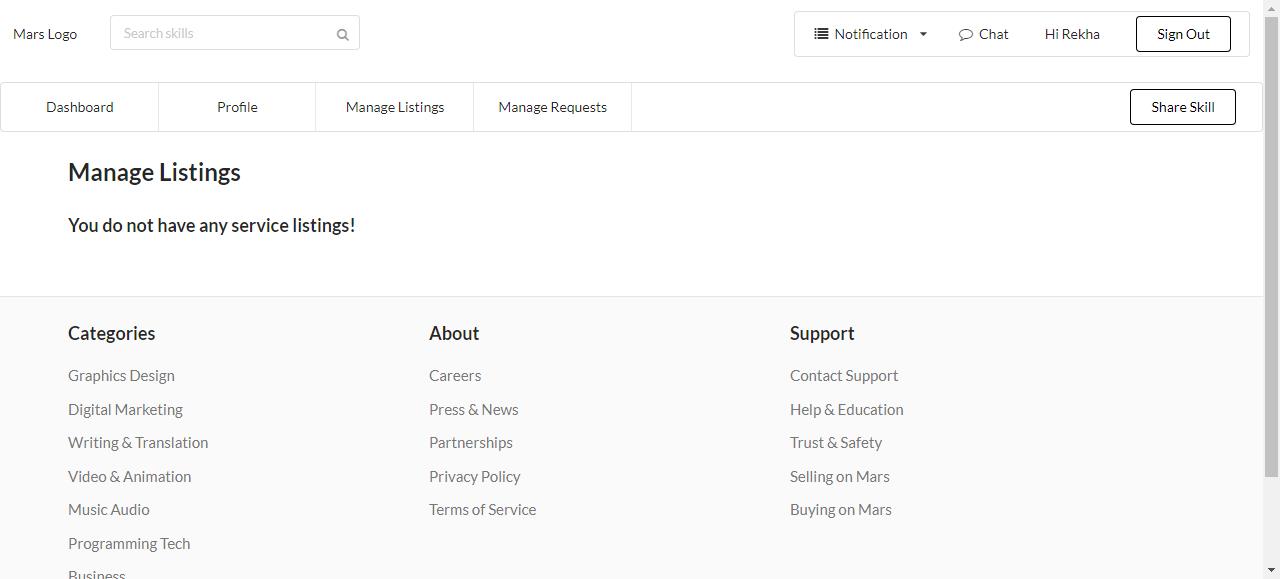 Mars Logo Search skills Notification Chat Hi Rekha Sign Out
Dashboard Profile Manage Listings Manage Requests Share Skill
Manage Listings
You do not have any service listings!
Categories
Graphics Design
Digital Marketing
Writing & Translation
Video & Animation
Music Audio
Programming Tech
Business
About
Careers
Press & News
Partnerships
Privacy Policy
Terms of Service
Support
Contact Support
Help & Education
Trust & Safety
Selling on Mars
Buying on Mars